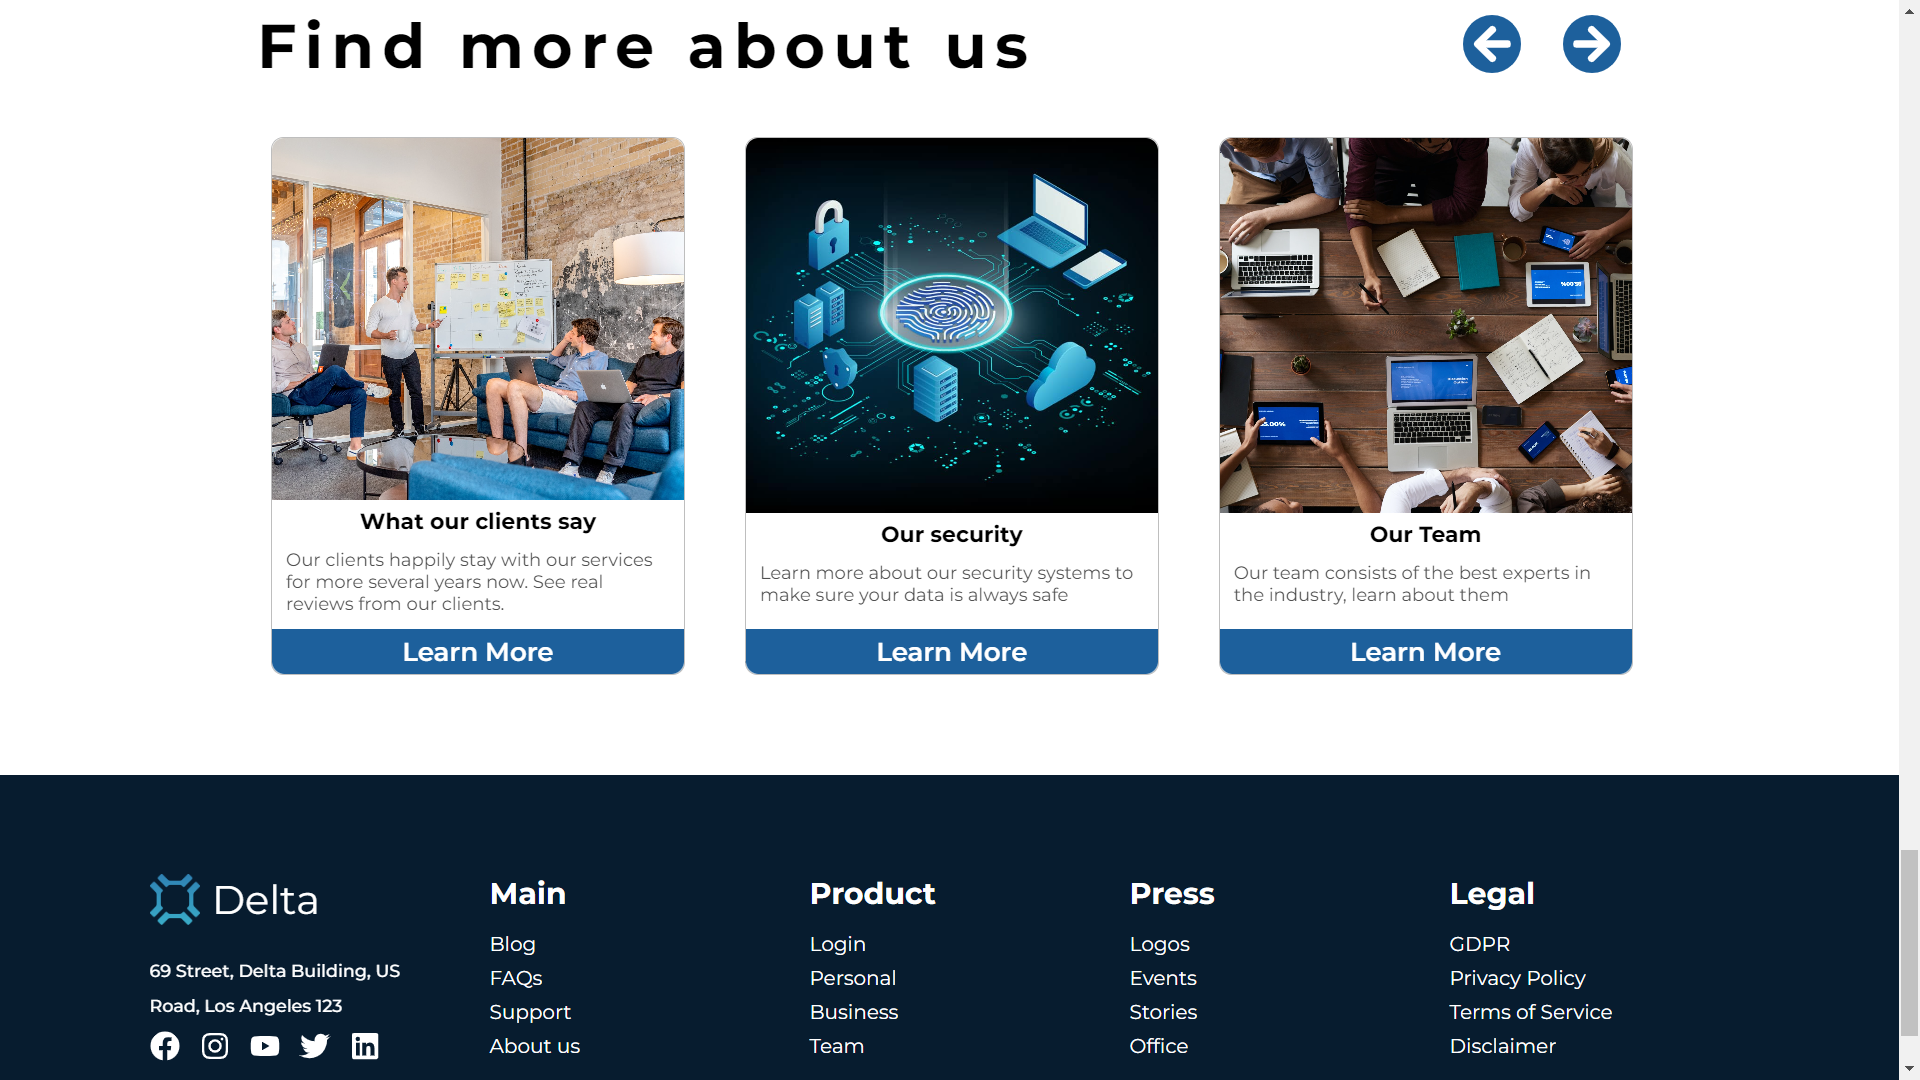 Find more about us
What our clients say
Our clients happily stay with our services
for more several years now. See real
reviews from our clients.
Learn More
Our security
Learn more about our security systems to
make sure your data is always safe
Learn More
Our Team
Our team consists of the best experts in
the industry, learn about them
Learn More
Delta
69 Street, Delta Building, US
Road, Los Angeles 123
Main
Blog
FAQs
Support
About us
Product
Login
Personal
Business
Team
Press
Logos
Events
Stories
Office
Legal
GDPR
Privacy Policy
Terms of Service
Disclaimer